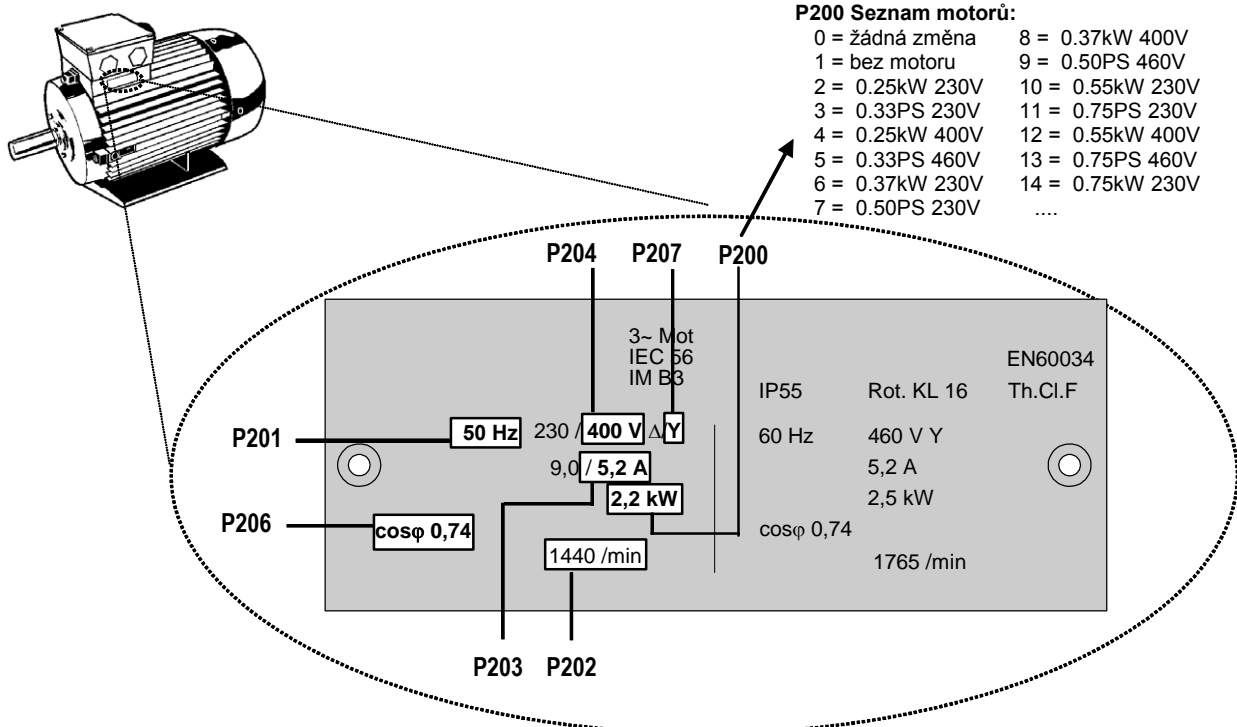 P200 Seznam motorů:
0 = žádná změna 8 = 0.37kW 400V
1 = bez motoru 9 = 0.50PS 460V
2 = 0.25kW 230V 10 = 0.55kW 230V
3 = 0.33PS 230V 11 = 0.75PS 230V
4 = 0.25kW 400V 12 = 0.55kW 400V
5 = 0.33PS 460V 13 = 0.75PS 460V
6 = 0.37kW 230V 14 = 0.75kW 230V
7 = 0.50PS 230V ....
P204 P207 P200
3~ Mot
IEC 56
IM B3
EN60034
IP55 Rot. KL 16 Th.Cl.F
P201 50 Hz 230 / 400 V Δ/Y 60 Hz 460 V Y
9,0 / 5,2 A 5,2 A
2,2 kW 2,5 kW
P206 cosφ 0,74 cosφ 0,74
1440 /min 1765 /min
P203 P202